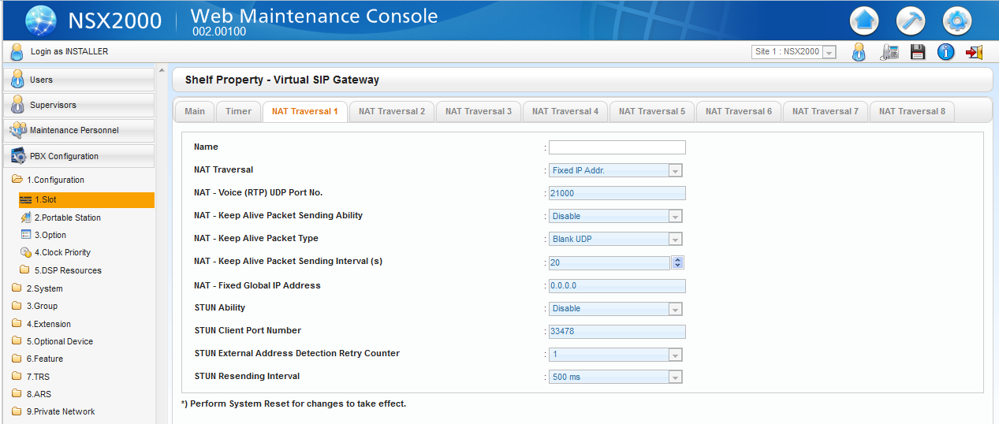 NSX2000 Web Maintenance Console
002.00100
Login as INSTALLER
Site 1 : NSX2000
Users
Supervisors
Maintenance Personnel
PBX Configuration
1.Configuration
1.Slot
2.Portable Station
3.Option
4.Clock Priority
5.DSP Resources
2.System
3.Group
4.Extension
5.Optional Device
6.Feature
7.TRS
8.ARS
9.Private Network
Shelf Property - Virtual SIP Gateway
Main Timer NAT Traversal 1 NAT Traversal 2 NAT Traversal 3 NAT Traversal 4 NAT Traversal 5 NAT Traversal 6 NAT Traversal 7 NAT Traversal 8
Name :
NAT Traversal : Fixed IP Addr.
NAT - Voice (RTP) UDP Port No. : 21000
NAT - Keep Alive Packet Sending Ability : Disable
NAT - Keep Alive Packet Type : Blank UDP
NAT - Keep Alive Packet Sending Interval (s) : 20
NAT - Fixed Global IP Address : 0.0.0.0
STUN Ability : Disable
STUN Client Port Number : 33478
STUN External Address Detection Retry Counter : 1
STUN Resending Interval : 500 ms
*) Perform System Reset for changes to take effect.